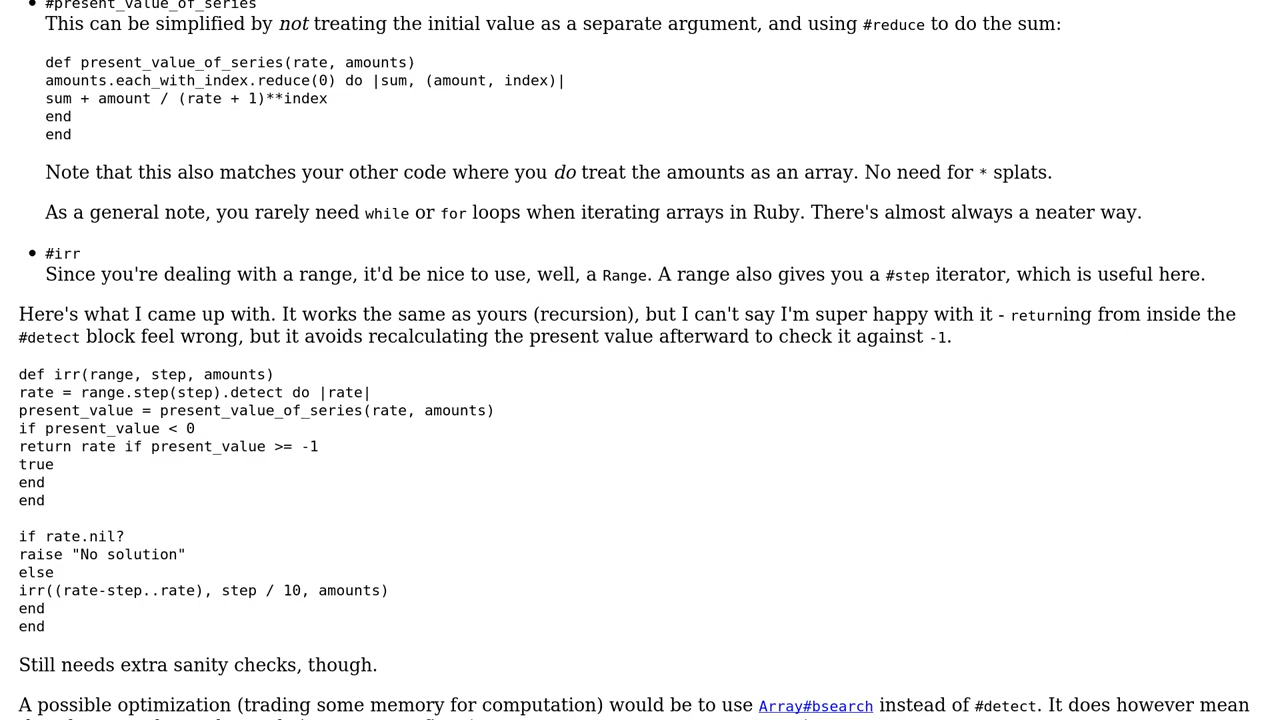 #present_value_of_series
This can be simplified by not treating the initial value as a separate argument, and using #reduce to do the sum:
def present_value_of_series(rate, amounts)
amounts.each_with_index.reduce(0) do |sum, (amount, index)|
sum + amount / (rate + 1)**index
end
end
Note that this also matches your other code where you do treat the amounts as an array. No need for * splats.
As a general note, you rarely need while or for loops when iterating arrays in Ruby. There's almost always a neater way.
#irr
Since you're dealing with a range, it'd be nice to use, well, a Range. A range also gives you a #step iterator, which is useful here.
Here's what I came up with. It works the same as yours (recursion), but I can't say I'm super happy with it - returning from inside the
#detect block feel wrong, but it avoids recalculating the present value afterward to check it against -1.
def irr(range, step, amounts)
rate = range.step(step).detect do |rate|
present_value = present_value_of_series(rate, amounts)
if present_value < 0
return rate if present_value >= -1
true
end
end
if rate.nil?
raise "No solution"
else
irr((rate-step..rate), step / 10, amounts)
end
end
Still needs extra sanity checks, though.
A possible optimization (trading some memory for computation) would be to use Array#bsearch instead of #detect. It does however mean